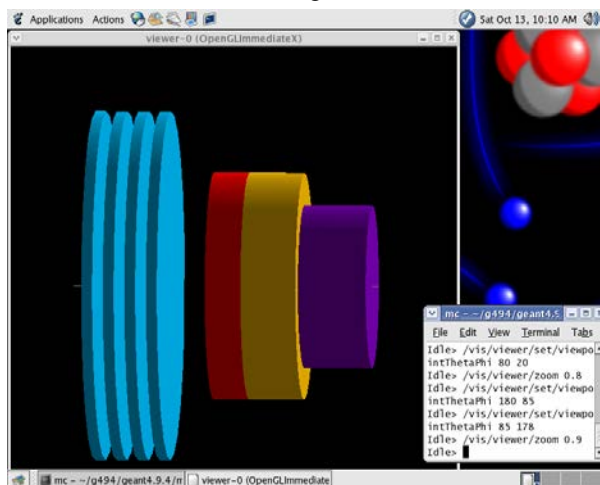 Applications Actions
Sat Oct 13, 10:10 AM
viewer-0 (OpenGLImmediateX)
mc - ~/g494/geant4.9
File Edit View Terminal Tabs
Idle> /vis/viewer/set/viewpo
intThetaPhi 80 20
Idle> /vis/viewer/zoom 0.8
Idle> /vis/viewer/set/viewpo
intThetaPhi 180 85
Idle> /vis/viewer/set/viewpo
intThetaPhi 85 178
Idle> /vis/viewer/zoom 0.9
Idle>
mc - ~/g494/geant4.9.4/m
viewer-0 (OpenGLImmediate